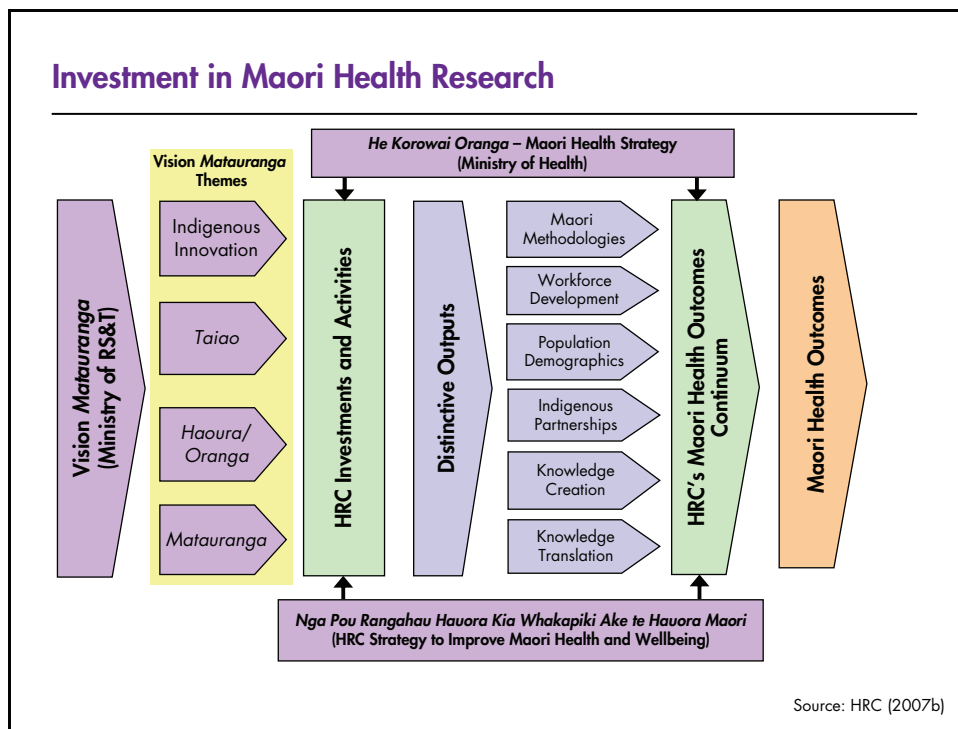 Investment in Maori Health Research
He Korowai Oranga – Maori Health Strategy
(Ministry of Health)
Vision Matauranga
(Ministry of RS&T)
Vision Matauranga
Themes
Indigenous
Innovation
Taiao
Haoura/
Oranga
Matauranga
HRC Investments and Activities
Distinctive Outputs
Maori
Methodologies
Workforce
Development
Population
Demographics
Indigenous
Partnerships
Knowledge
Creation
Knowledge
Translation
HRC's Maori Health Outcomes
Continuum
Maori Health Outcomes
Nga Pou Rangahau Hauora Kia Whakapiki Ake te Hauora Maori
(HRC Strategy to Improve Maori Health and Wellbeing)
Source: HRC (2007b)